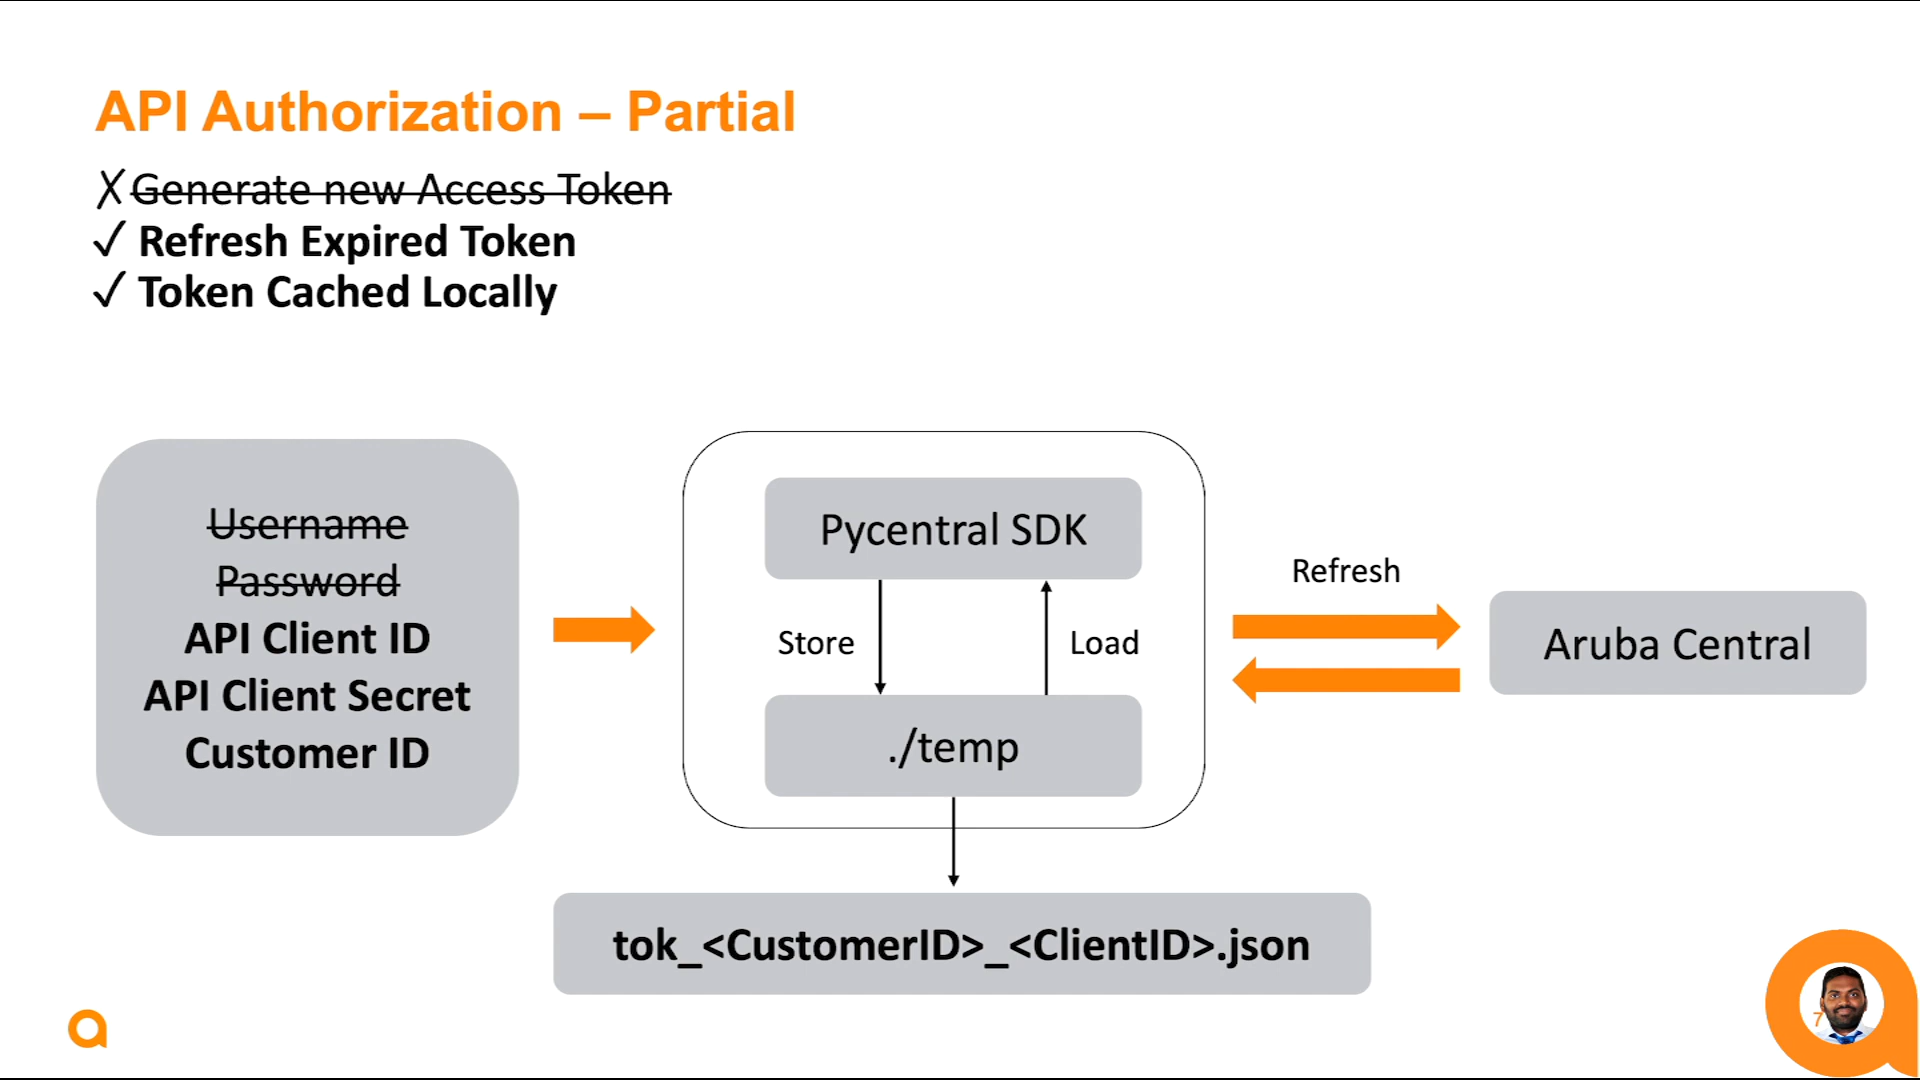 API Authorization – Partial
✗ Generate new Access Token
✓ Refresh Expired Token
✓ Token Cached Locally
Username
Password
API Client ID
API Client Secret
Customer ID
Pycentral SDK
Store
Load
./temp
Refresh
Aruba Central
tok_<CustomerID>_<ClientID>.json
7